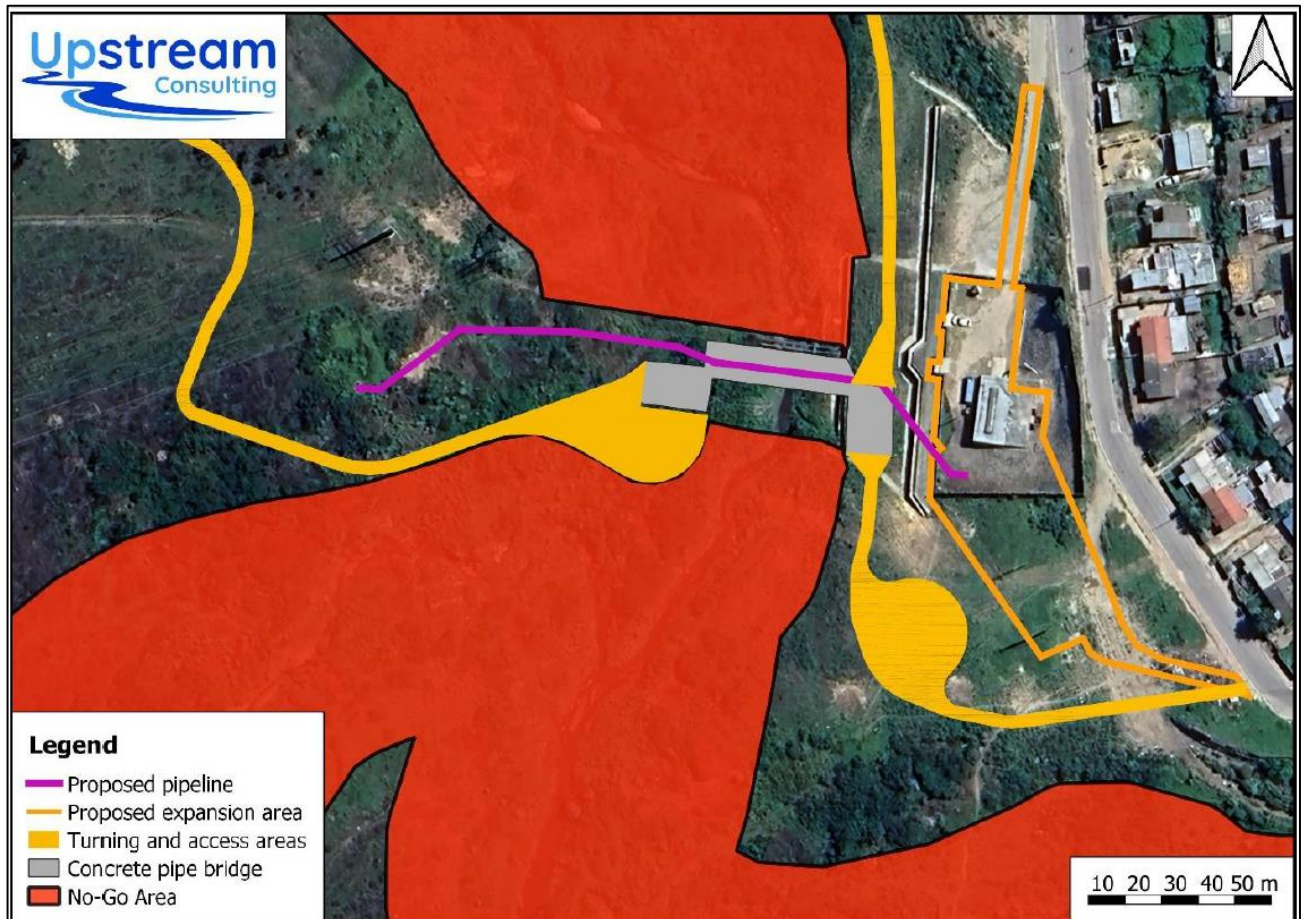 Upstream
Consulting
Legend
Proposed pipeline
Proposed expansion area
Turning and access areas
Concrete pipe bridge
No-Go Area
10 20 30 40 50 m